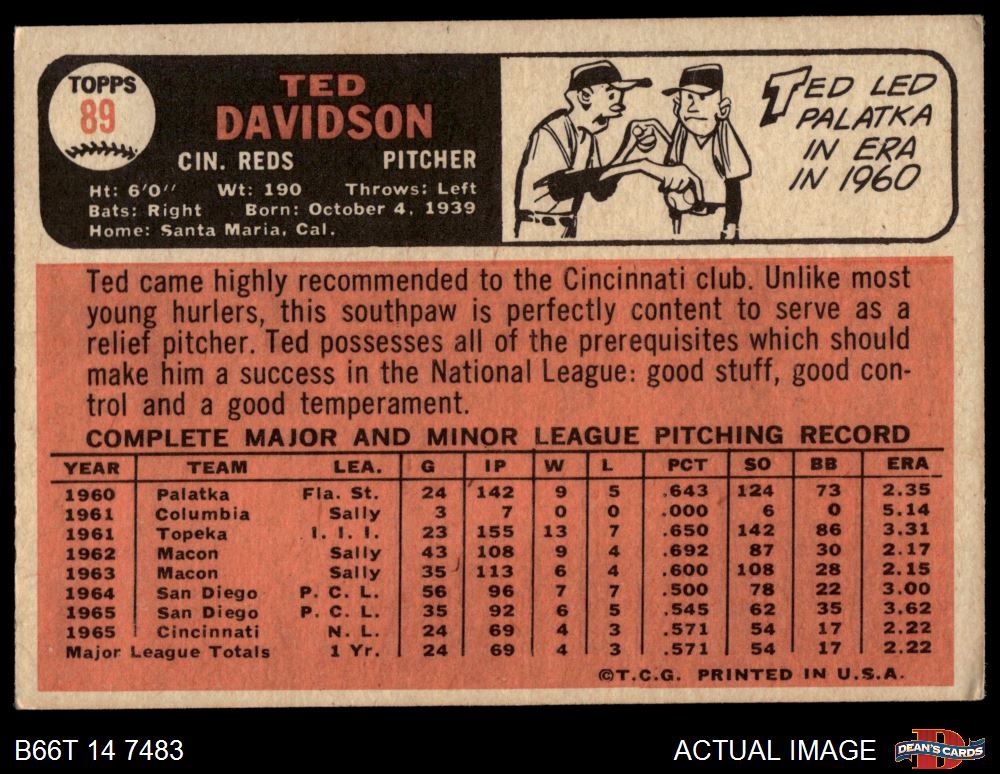 TOPPS
89
TED
DAVIDSON
CIN. REDS PITCHER
Ht: 6'0" Wt: 190 Throws: Left
Bats: Right Born: October 4, 1939
Home: Santa Maria, Cal.
TED LED
PALATKA
IN ERA
IN 1960
Ted came highly recommended to the Cincinnati club. Unlike most
young hurlers, this southpaw is perfectly content to serve as a
relief pitcher. Ted possesses all of the prerequisites which should
make him a success in the National League: good stuff, good con-
trol and a good temperament.
COMPLETE MAJOR AND MINOR LEAGUE PITCHING RECORD
YEAR TEAM LEA. G IP W L PCT SO BB ERA
1960 Palatka Fla. St. 24 142 9 5 .643 124 73 2.35
1961 Columbia Sally 3 7 0 0 .000 6 0 5.14
1961 Topeka I. I. I. 23 155 13 7 .650 142 86 3.31
1962 Macon Sally 43 108 9 4 .692 87 30 2.17
1963 Macon Sally 35 113 6 4 .600 108 28 2.15
1964 San Diego P. C. L. 56 96 7 7 .500 78 22 3.00
1965 San Diego P. C. L. 35 92 6 5 .545 62 35 3.62
1965 Cincinnati N. L. 24 69 4 3 .571 54 17 2.22
Major League Totals 1 Yr. 24 69 4 3 .571 54 17 2.22
©T.C.G. PRINTED IN U.S.A.
B66T 14 7483 ACTUAL IMAGE DEAN'S CARDS